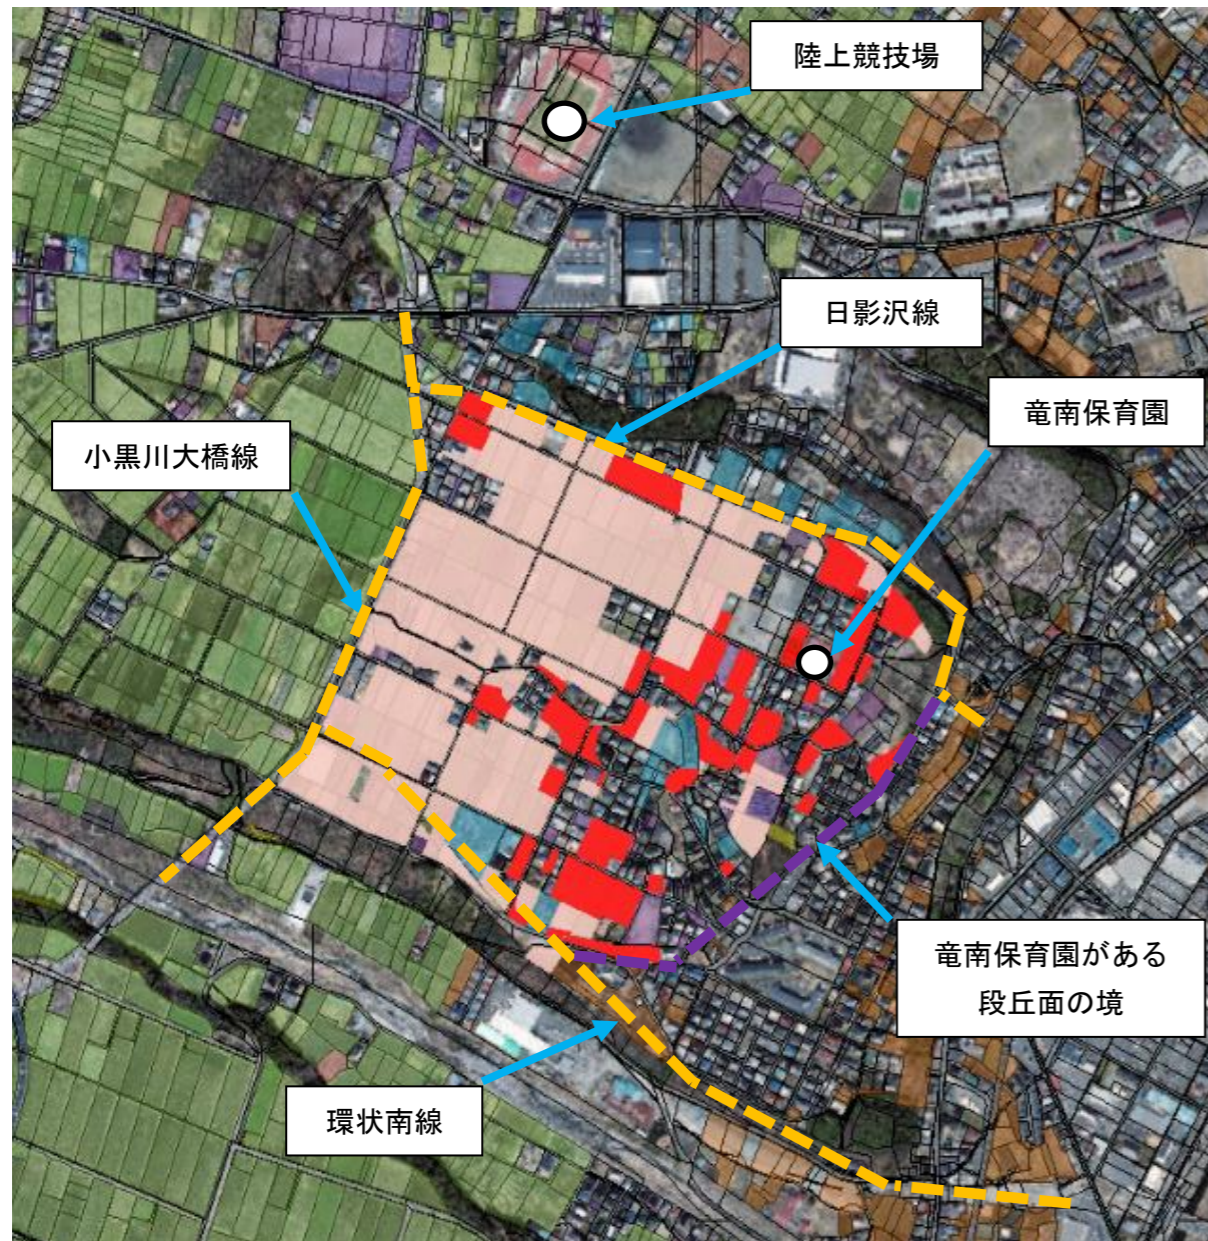 陸上競技場
日影沢線
竜南保育園
小黒川大橋線
竜南保育園がある
段丘面の境
環状南線